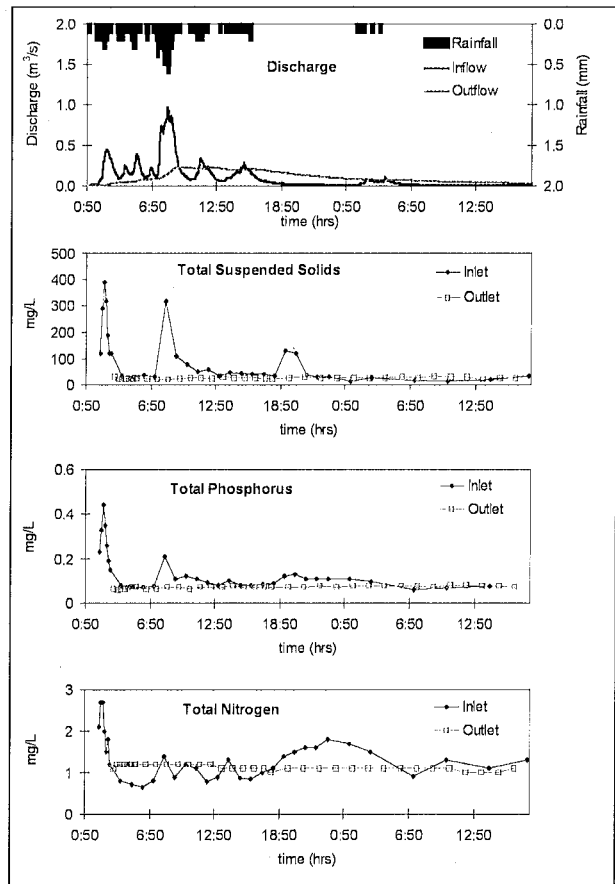 2.0 0.0
Discharge (m³/s)
Rainfall (mm)
1.5 0.5
1.0 1.0
0.5 1.5
0.0 2.0
Discharge
Rainfall
Inflow
Outflow
0:50 6:50 12:50 18:50 0:50 6:50 12:50
time (hrs)
500
400
300
200
100
0
mg/L
Total Suspended Solids
Inlet
Outlet
0:50 6:50 12:50 18:50 0:50 6:50 12:50
time (hrs)
0.6
0.4
0.2
0
mg/L
Total Phosphorus
Inlet
Outlet
0:50 6:50 12:50 18:50 0:50 6:50 12:50
time (hrs)
3
2
1
0
mg/L
Total Nitrogen
Inlet
Outlet
0:50 6:50 12:50 18:50 0:50 6:50 12:50
time (hrs)